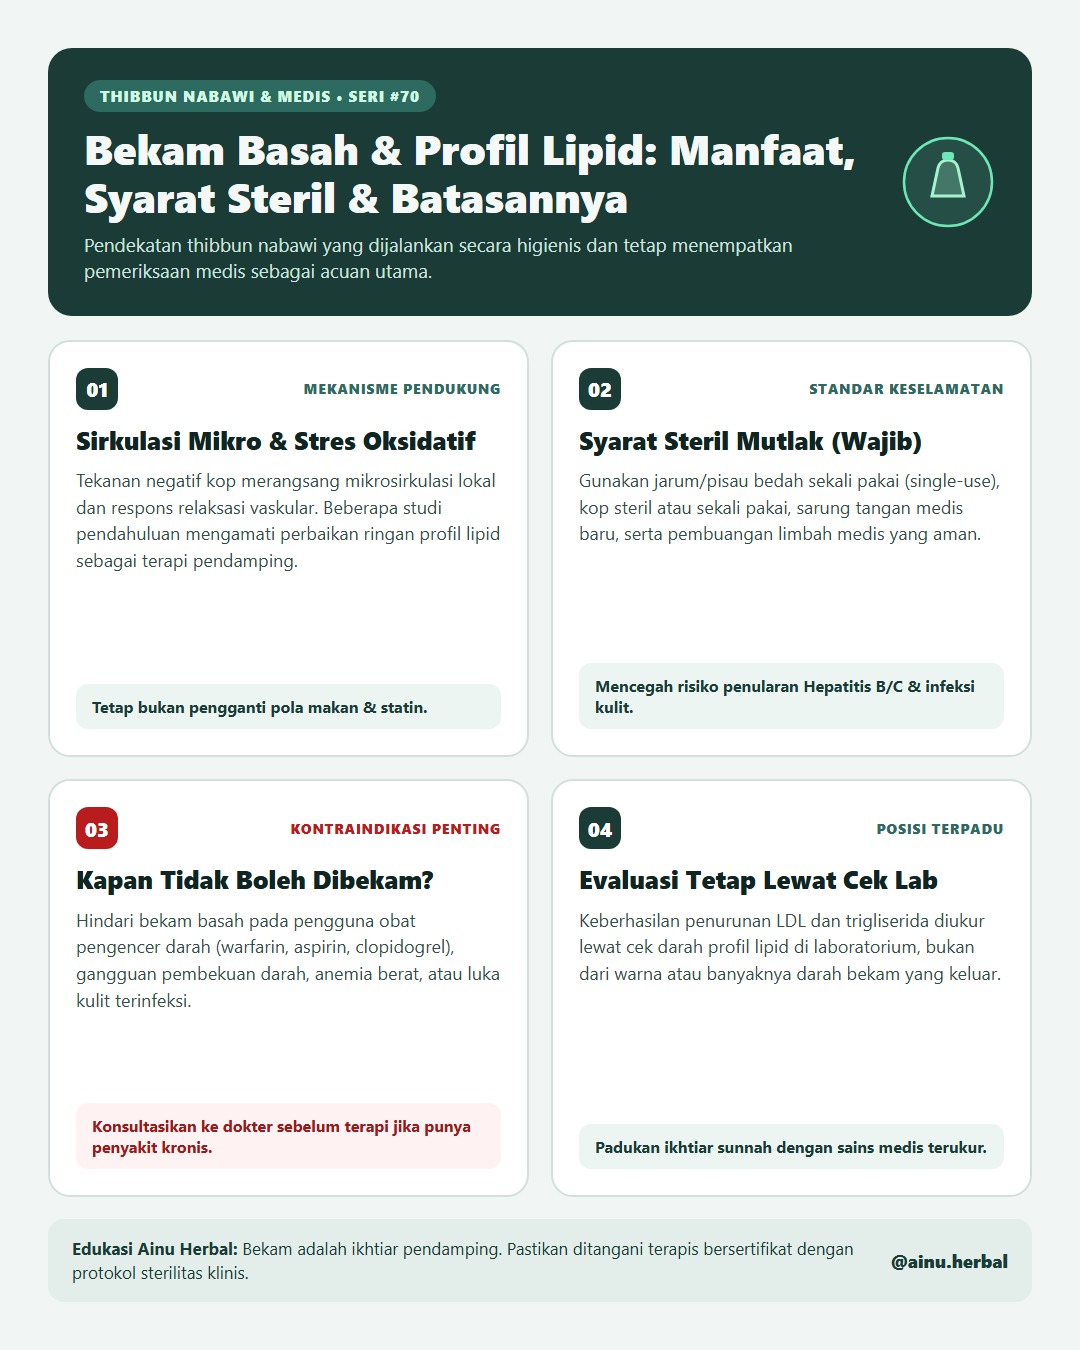 THIBBUN NABAWI & MEDIS • SERI #70
Bekam Basah & Profil Lipid: Manfaat,
Syarat Steril & Batasannya
Pendekatan thibbun nabawi yang dijalankan secara higienis dan tetap menempatkan
pemeriksaan medis sebagai acuan utama.
01
MEKANISME PENDUKUNG
Sirkulasi Mikro & Stres Oksidatif
Tekanan negatif kop merangsang mikrosirkulasi lokal
dan respons relaksasi vaskular. Beberapa studi
pendahuluan mengamati perbaikan ringan profil lipid
sebagai terapi pendamping.
Tetap bukan pengganti pola makan & statin.
02
STANDAR KESELAMATAN
Syarat Steril Mutlak (Wajib)
Gunakan jarum/pisau bedah sekali pakai (single-use),
kop steril atau sekali pakai, sarung tangan medis
baru, serta pembuangan limbah medis yang aman.
Mencegah risiko penularan Hepatitis B/C & infeksi
kulit.
03
KONTRAINDIKASI PENTING
Kapan Tidak Boleh Dibekam?
Hindari bekam basah pada pengguna obat
pengencer darah (warfarin, aspirin, clopidogrel),
gangguan pembekuan darah, anemia berat, atau luka
kulit terinfeksi.
Konsultasikan ke dokter sebelum terapi jika punya
penyakit kronis.
04
POSISI TERPADU
Evaluasi Tetap Lewat Cek Lab
Keberhasilan penurunan LDL dan trigliserida diukur
lewat cek darah profil lipid di laboratorium, bukan
dari warna atau banyaknya darah bekam yang keluar.
Padukan ikhtiar sunnah dengan sains medis terukur.
Edukasi Ainu Herbal: Bekam adalah ikhtiar pendamping. Pastikan ditangani terapis bersertifikat dengan
protokol sterilitas klinis.
@ainu.herbal